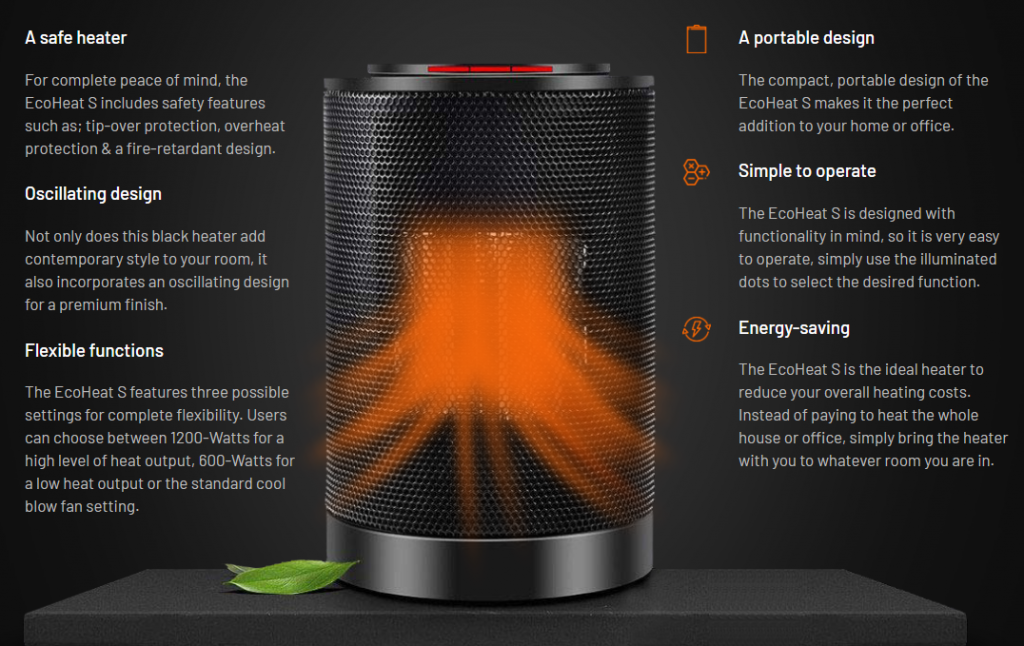 A safe heater
For complete peace of mind, the
EcoHeat S includes safety features
such as; tip-over protection, overheat
protection & a fire-retardant design.
Oscillating design
Not only does this black heater add
contemporary style to your room, it
also incorporates an oscillating design
for a premium finish.
Flexible functions
The EcoHeat S features three possible
settings for complete flexibility. Users
can choose between 1200-Watts for a
high level of heat output, 600-Watts for
a low heat output or the standard cool
blow fan setting.
A portable design
The compact, portable design of the
EcoHeat S makes it the perfect
addition to your home or office.
Simple to operate
The EcoHeat S is designed with
functionality in mind, so it is very easy
to operate, simply use the illuminated
dots to select the desired function.
Energy-saving
The EcoHeat S is the ideal heater to
reduce your overall heating costs.
Instead of paying to heat the whole
house or office, simply bring the heater
with you to whatever room you are in.